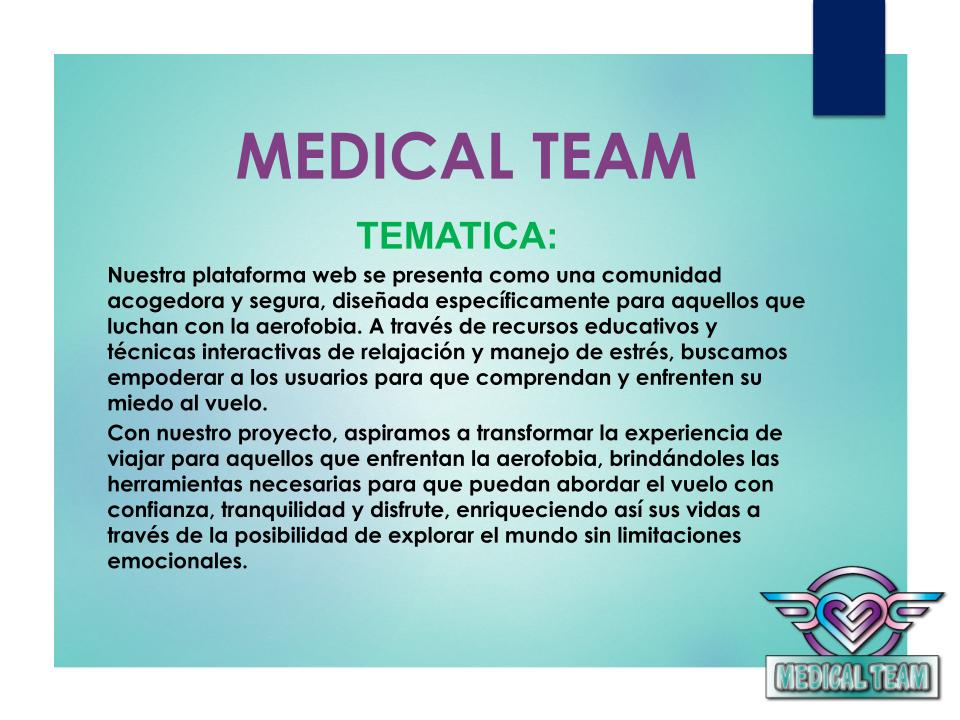 MEDICAL TEAM
TEMATICA:
Nuestra plataforma web se presenta como una comunidad
acogedora y segura, diseñada específicamente para aquellos que
luchan con la aerofobia. A través de recursos educativos y
técnicas interactivas de relajación y manejo de estrés, buscamos
empoderar a los usuarios para que comprendan y enfrenten su
miedo al vuelo.
Con nuestro proyecto, aspiramos a transformar la experiencia de
viajar para aquellos que enfrentan la aerofobia, brindándoles las
herramientas necesarias para que puedan abordar el vuelo con
confianza, tranquilidad y disfrute, enriqueciendo así sus vidas a
través de la posibilidad de explorar el mundo sin limitaciones
emocionales.
MEDICAL TEAM